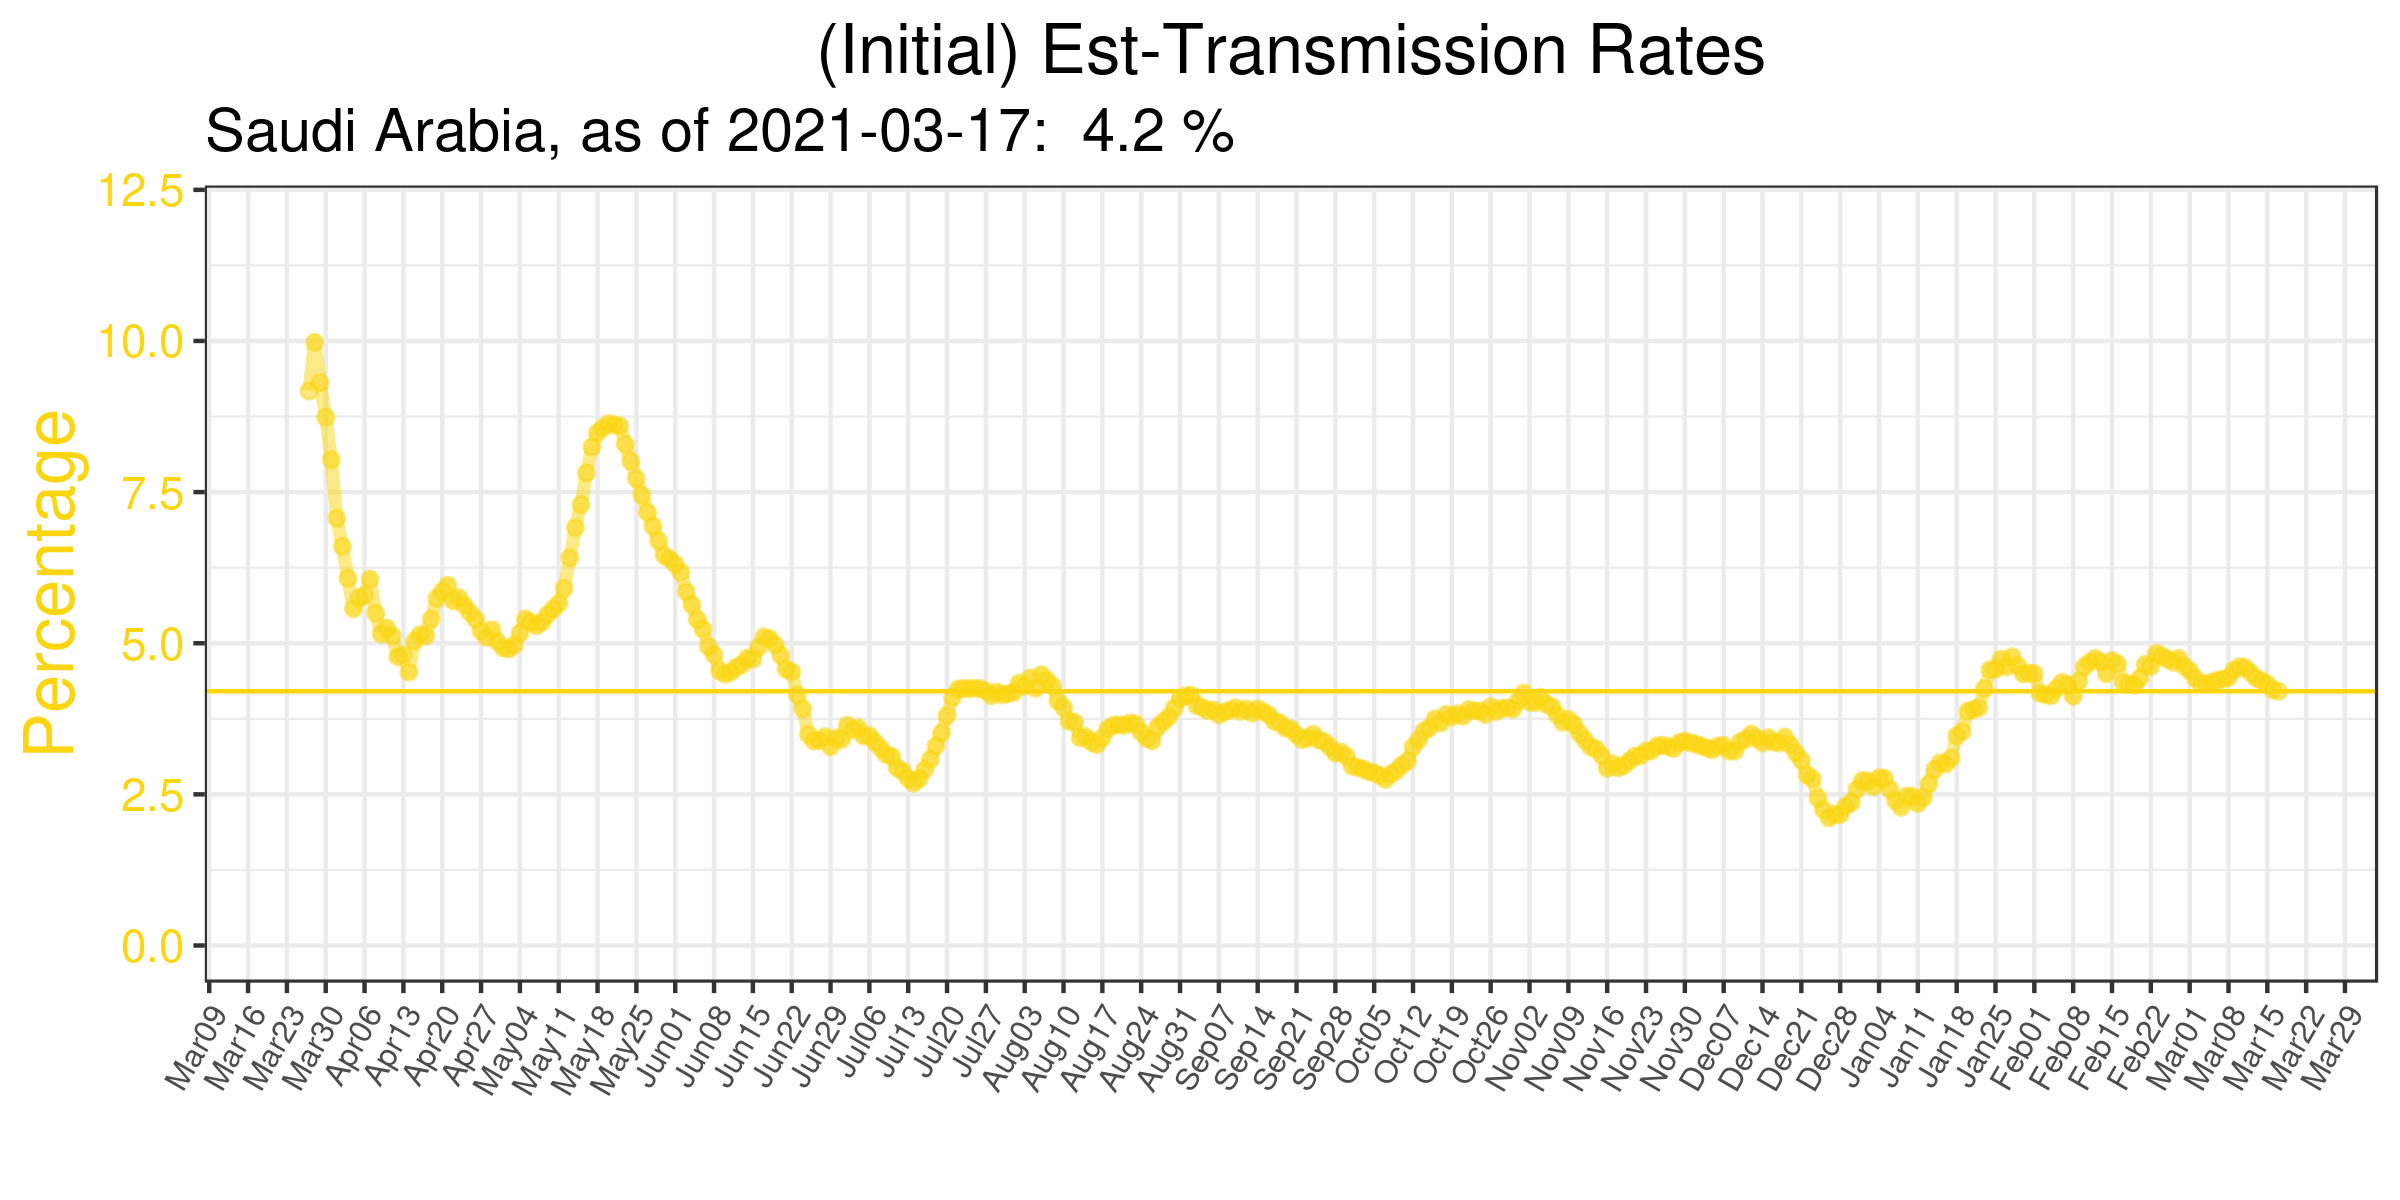 (Initial) Est-Transmission Rates
Saudi Arabia, as of 2021-03-17:  4.2 %
12.5
10.0
7.5
5.0
2.5
0.0
Percentage
Mar09
Mar16
Mar23
Mar30
Apr06
Apr13
Apr20
Apr27
May04
May11
May18
May25
Jun01
Jun08
Jun15
Jun22
Jun29
Jul06
Jul13
Jul20
Jul27
Aug03
Aug10
Aug17
Aug24
Aug31
Sep07
Sep14
Sep21
Sep28
Oct05
Oct12
Oct19
Oct26
Nov02
Nov09
Nov16
Nov23
Nov30
Dec07
Dec14
Dec21
Dec28
Jan04
Jan11
Jan18
Jan25
Feb01
Feb08
Feb15
Feb22
Mar01
Mar08
Mar15
Mar22
Mar29